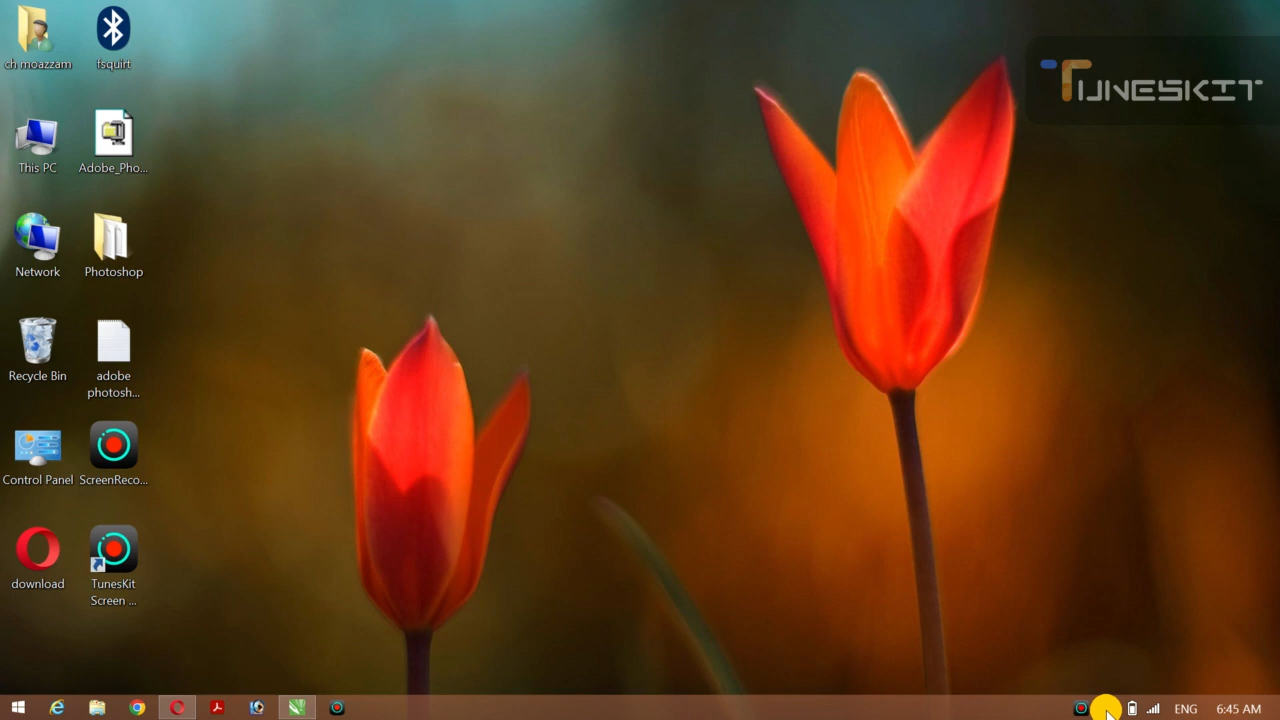 ch moazzam
fsquirt
TUNESKIT
This PC
Adobe_Pho...
Network
Photoshop
Recycle Bin
adobe
photosh...
Control Panel
ScreenReco...
download
TunesKit
Screen ...
ENG
6:45 AM